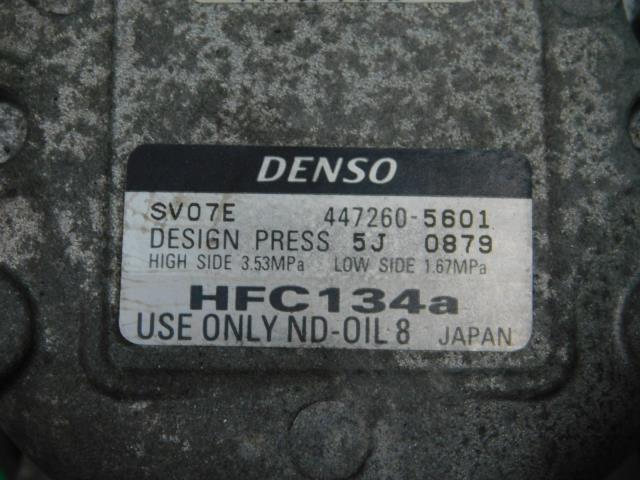 DENSO
SV07E 447260-5601
DESIGN PRESS 5J 0879
HIGH SIDE 3.53MPa LOW SIDE 1.67MPa
HFC134a
USE ONLY ND-OIL 8 JAPAN